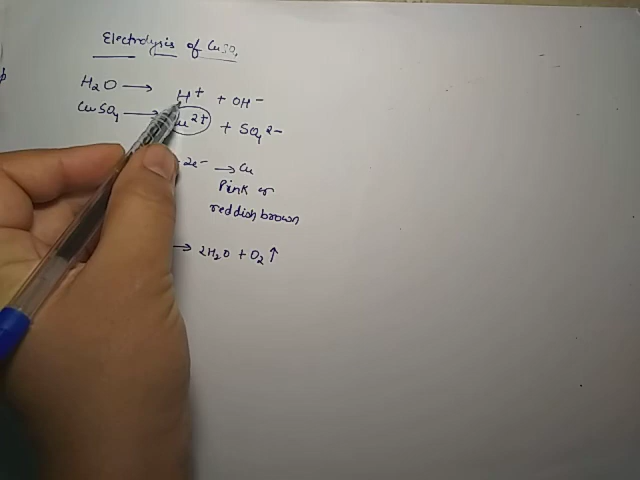 Electrolysis of CuSO4
H2O → H+ + OH−
CuSO4 → Cu2+ + SO4 2−
2e− → Cu
Pink or
reddish brown
→ 2H2O + O2 ↑